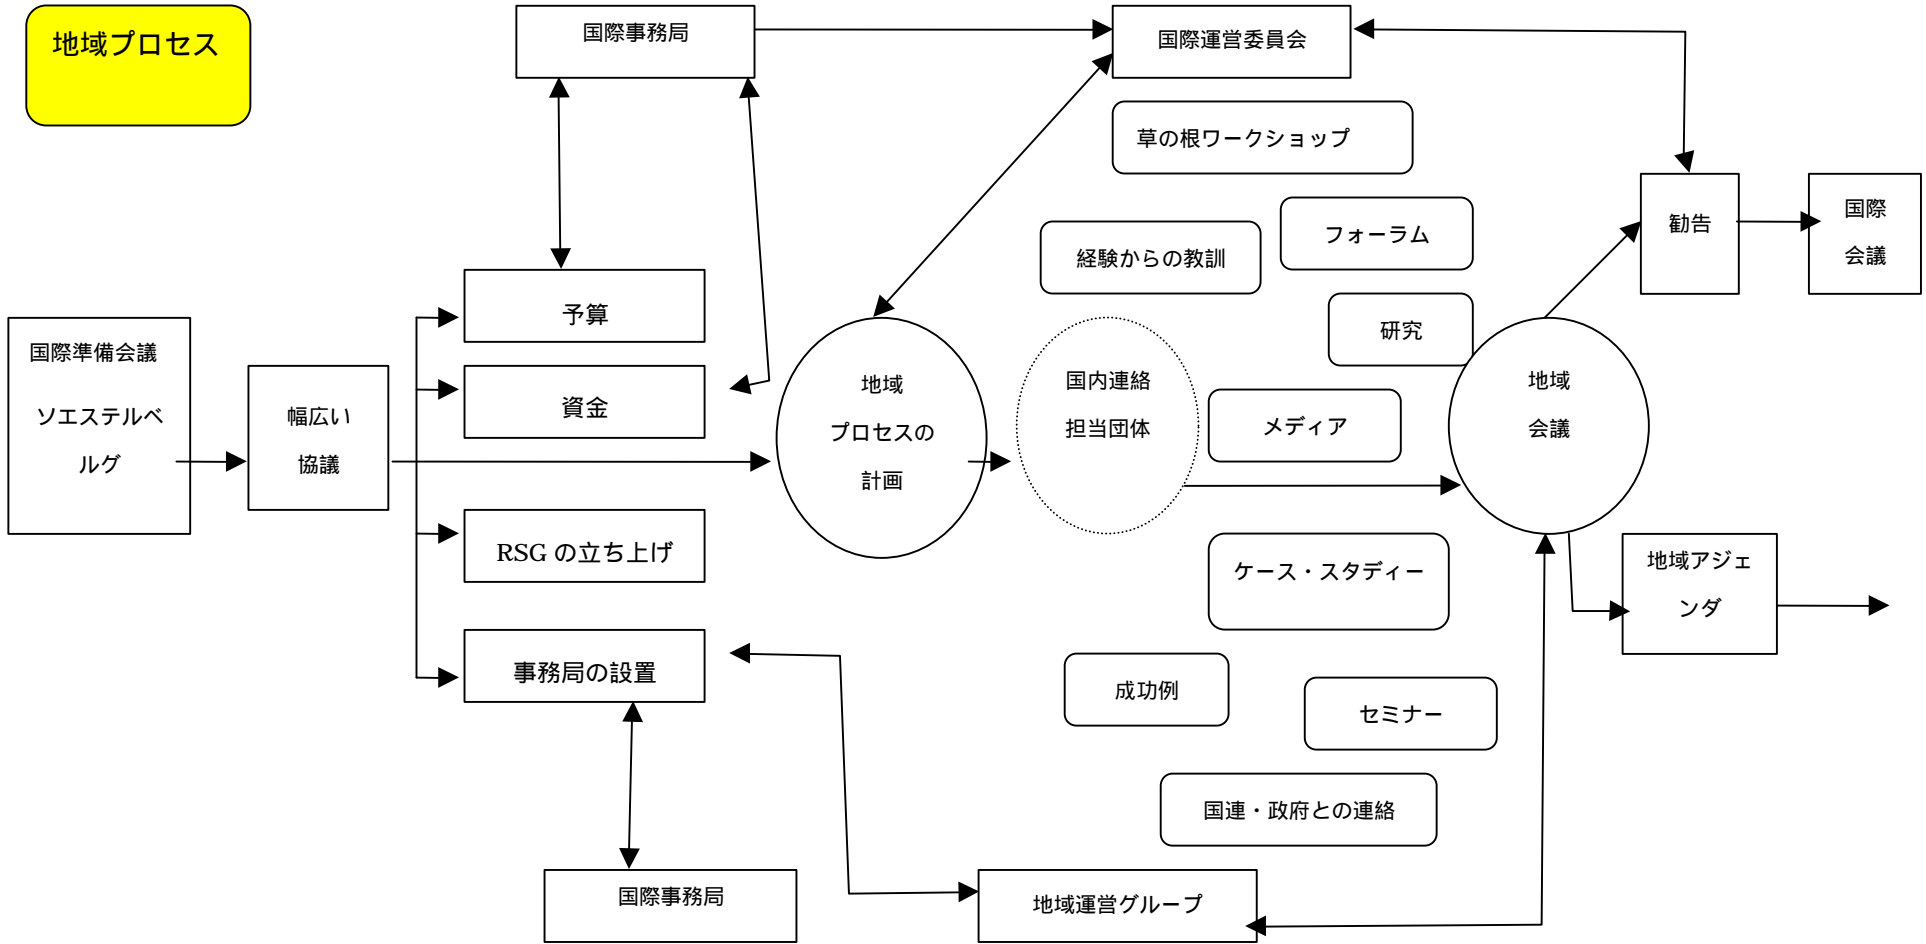 地域プロセス
国際事務局
国際運営委員会
草の根ワークショップ
フォーラム
経験からの教訓
勧告
国際
会議
研究
予算
国際準備会議
ソエステルベ
ルグ
幅広い
協議
資金
地域
プロセスの
計画
国内連絡
担当団体
メディア
地域
会議
RSG の立ち上げ
ケース・スタディー
地域アジェ
ンダ
事務局の設置
成功例
セミナー
国連・政府との連絡
国際事務局
地域運営グループ